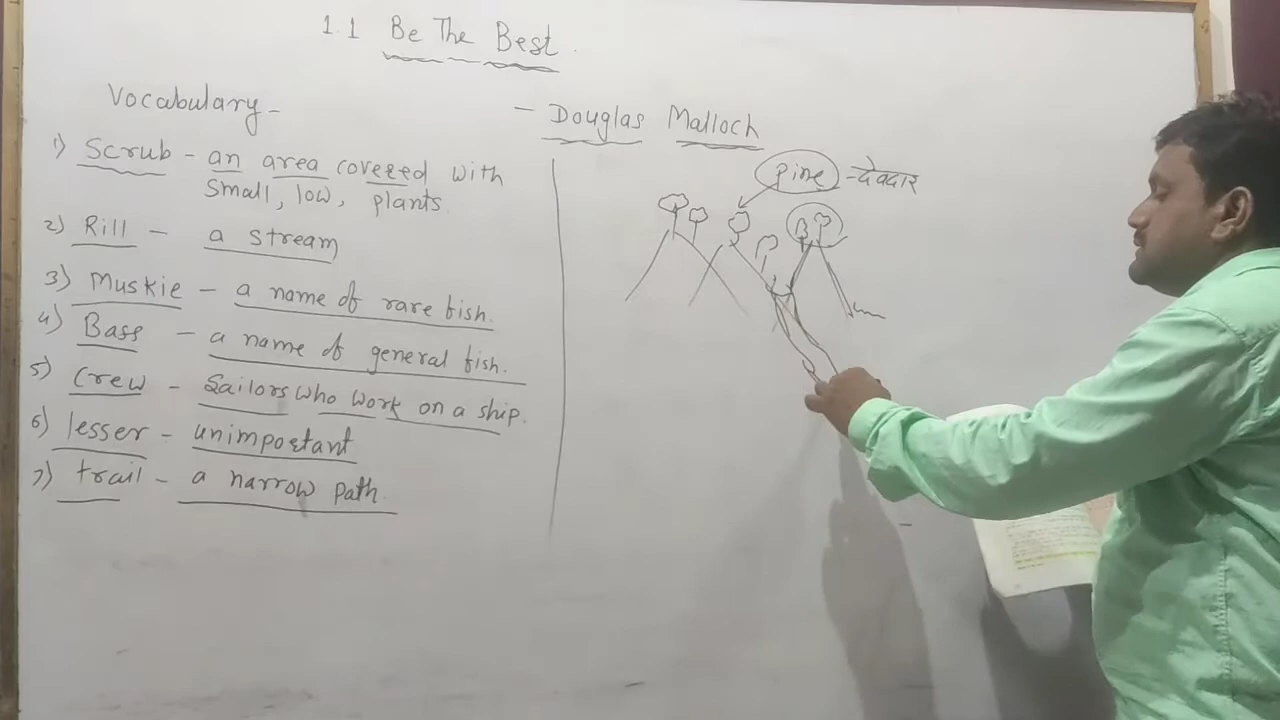 1.1 Be The Best
Vocabulary -
- Douglas Malloch
1) Scrub - an area covered with
small, low, plants.
2) Rill - a stream
3) Muskie - a name of rare fish.
4) Bass - a name of general fish.
5) Crew - Sailors who work on a ship.
6) lesser - unimportant
7) trail - a narrow path.
pine - देवदार